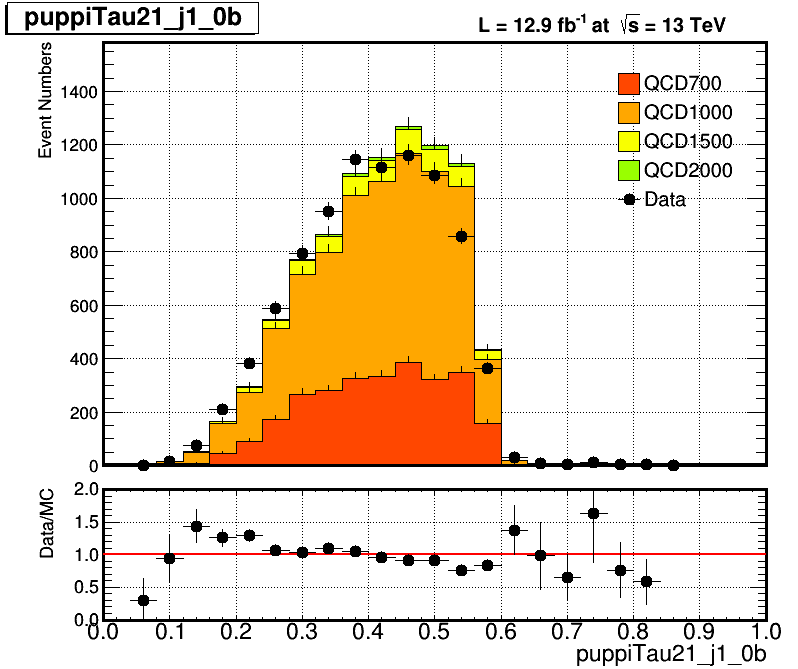 puppiTau21_j1_0b
L = 12.9 fb-1 at √s = 13 TeV
Event Numbers
1400
1200
1000
800
600
400
200
0
QCD700
QCD1000
QCD1500
QCD2000
Data
Data/MC
2.0
1.5
1.0
0.5
0.0
0.0 0.1 0.2 0.3 0.4 0.5 0.6 0.7 0.8 0.9 1.0
puppiTau21_j1_0b